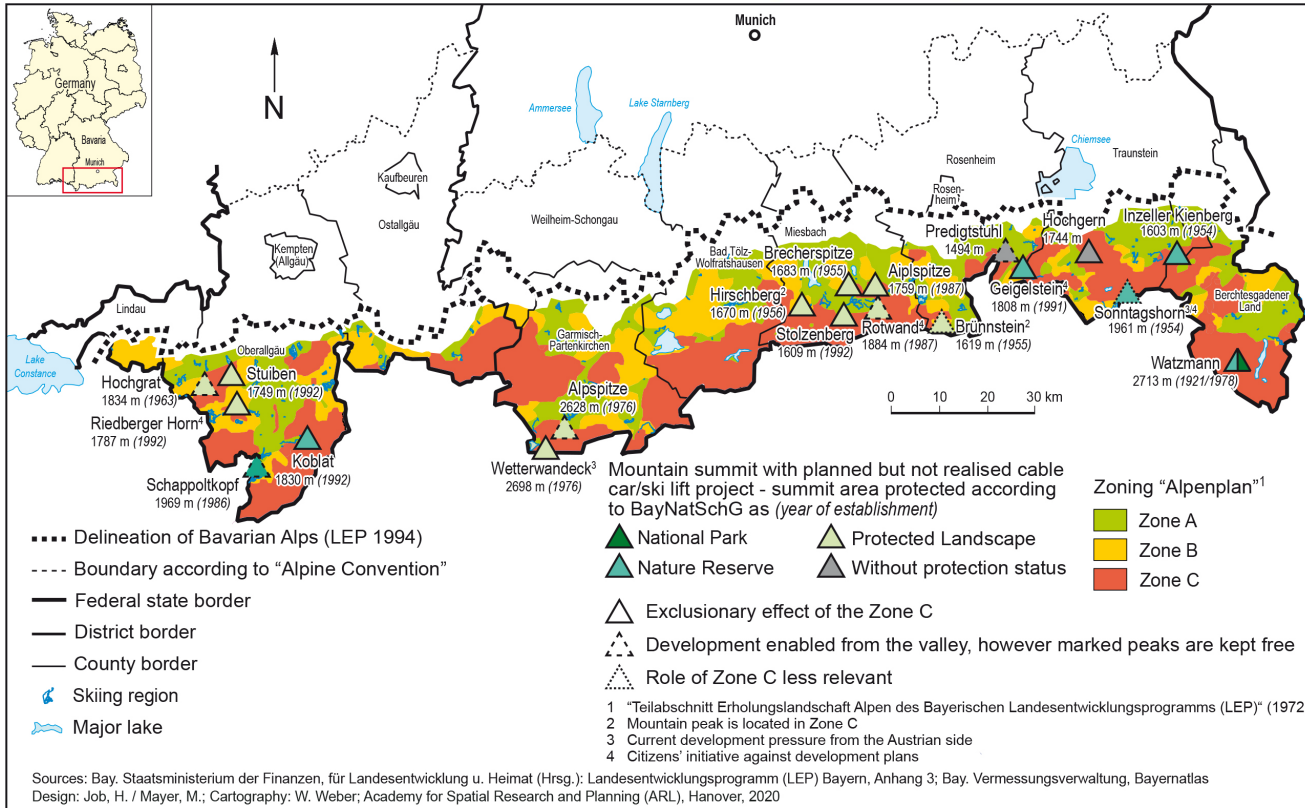 Germany
Bavaria
Munich
N
Munich
Ammersee
Lake Starnberg
Chiemsee
Kaufbeuren
Ostallgäu
Kempten
(Allgäu)
Weilheim-Schongau
Rosenheim
Rosen-
heim
Traunstein
Miesbach
Bad Tölz-
Wolfratshausen
Lindau
Lake
Constance
Oberallgäu
Garmisch-
Partenkirchen
Berchtesgadener
Land
Hochgrat
1834 m (1963)
Stuiben
1749 m (1992)
Riedberger Horn4
1787 m (1992)
Koblat
1830 m (1992)
Schappoltkopf
1969 m (1986)
Alpspitze
2628 m (1976)
Wetterwandeck3
2698 m (1976)
Brecherspitze
1683 m (1955)
Hirschberg2
1670 m (1956)
Stolzenberg
1609 m (1992)
Aiplspitze
1759 m (1987)
Rotwand4
1884 m (1987)
Brünnstein2
1619 m (1955)
Predigtstuhl
1494 m
Geigelstein4
1808 m (1991)
Hochgern
1744 m
Inzeller Kienberg
1603 m (1954)
Sonntagshorn3/4
1961 m (1954)
Watzmann
2713 m (1921/1978)
0 10 20 30 km
Delineation of Bavarian Alps (LEP 1994)
Boundary according to “Alpine Convention”
Federal state border
District border
County border
Skiing region
Major lake
Mountain summit with planned but not realised cable
car/ski lift project - summit area protected according
to BayNatSchG as (year of establishment)
National Park
Protected Landscape
Nature Reserve
Without protection status
Exclusionary effect of the Zone C
Development enabled from the valley, however marked peaks are kept free
Role of Zone C less relevant
Zoning “Alpenplan”1
Zone A
Zone B
Zone C
1 “Teilabschnitt Erholungslandschaft Alpen des Bayerischen Landesentwicklungsprogramms (LEP)“ (1972
2 Mountain peak is located in Zone C
3 Current development pressure from the Austrian side
4 Citizens’ initiative against development plans
Sources: Bay. Staatsministerium der Finanzen, für Landesentwicklung u. Heimat (Hrsg.): Landesentwicklungsprogramm (LEP) Bayern, Anhang 3; Bay. Vermessungsverwaltung, Bayernatlas
Design: Job, H. / Mayer, M.; Cartography: W. Weber; Academy for Spatial Research and Planning (ARL), Hanover, 2020